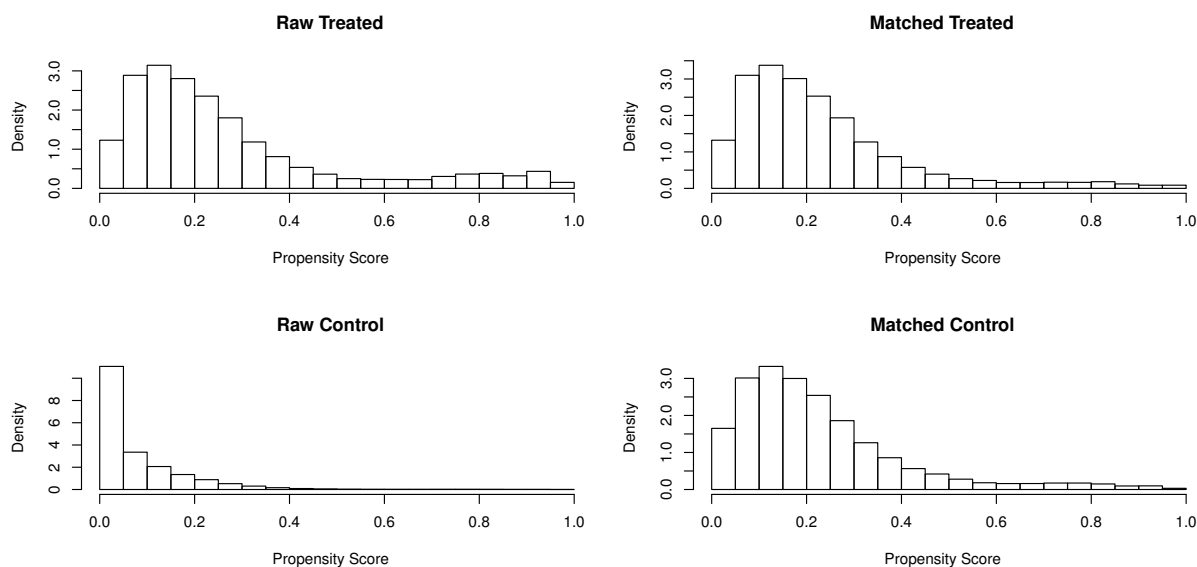 Raw Treated
Density
0.0 1.0 2.0 3.0
0.0 0.2 0.4 0.6 0.8 1.0
Propensity Score
Matched Treated
Density
0.0 1.0 2.0 3.0
0.0 0.2 0.4 0.6 0.8 1.0
Propensity Score
Raw Control
Density
0 2 4 6 8
0.0 0.2 0.4 0.6 0.8 1.0
Propensity Score
Matched Control
Density
0.0 1.0 2.0 3.0
0.0 0.2 0.4 0.6 0.8 1.0
Propensity Score